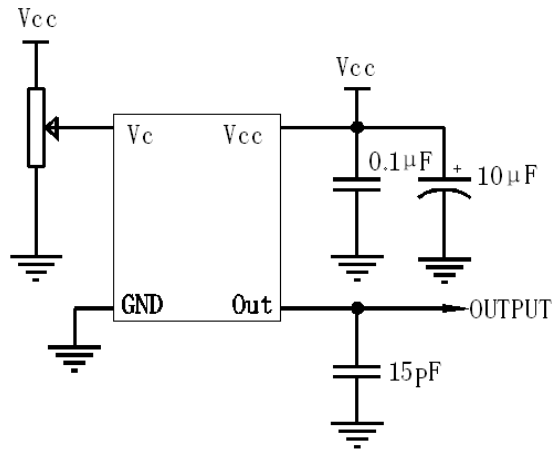 Vcc
Vcc
Vc
Vcc
0.1μF
+
10μF
GND
Out
OUTPUT
15pF